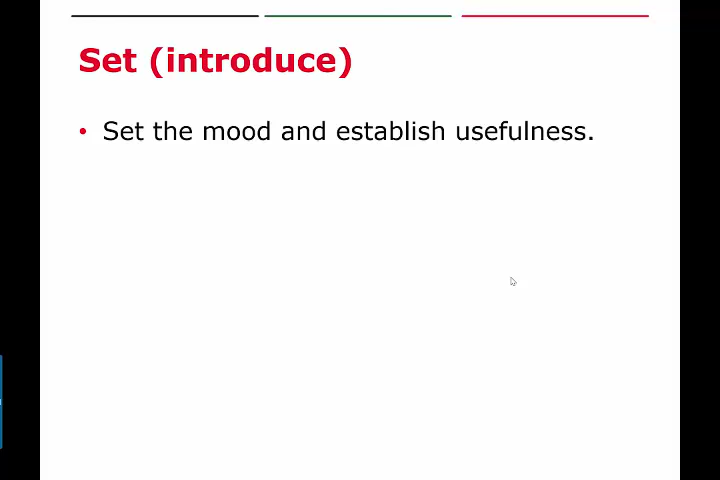 Set (introduce)
• Set the mood and establish usefulness.